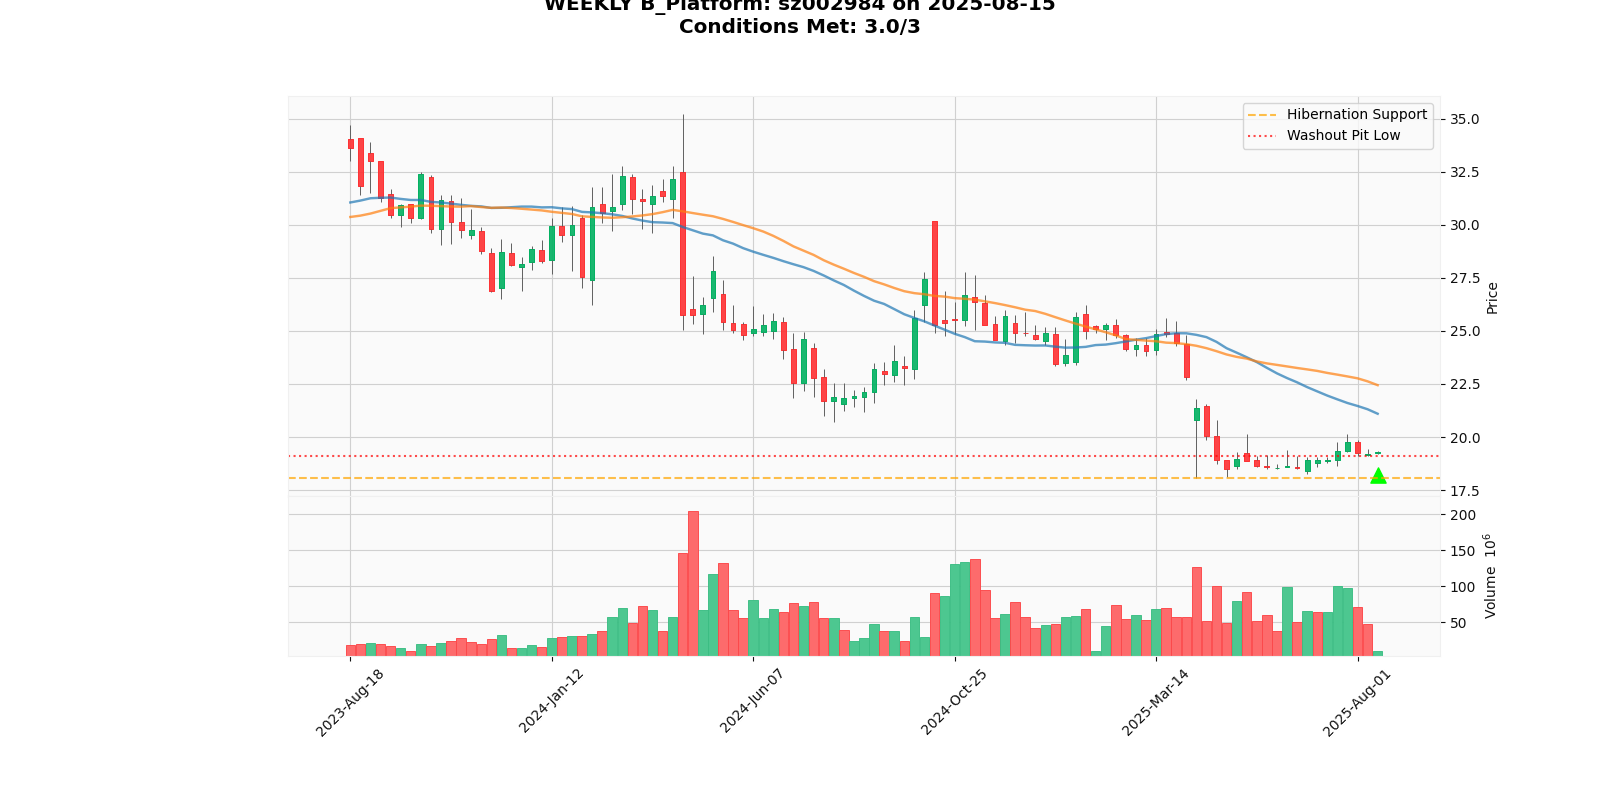 WEEKLY B_Platform: sz002984 on 2025-08-15
Conditions Met: 3.0/3
Hibernation Support
Washout Pit Low
35.0
32.5
30.0
27.5
25.0
22.5
20.0
17.5
Price
200
150
100
50
Volume 10^6
2023-Aug-18
2024-Jan-12
2024-Jun-07
2024-Oct-25
2025-Mar-14
2025-Aug-01